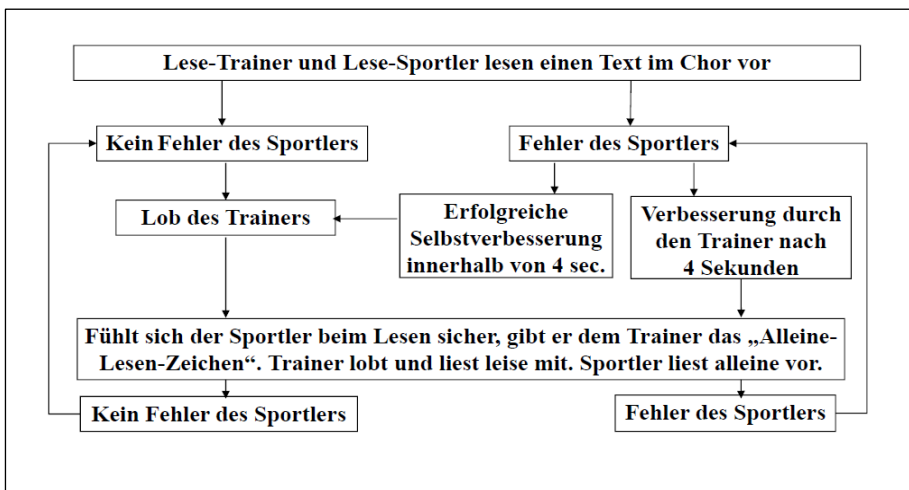 Lese-Trainer und Lese-Sportler lesen einen Text im Chor vor
Kein Fehler des Sportlers
Fehler des Sportlers
Lob des Trainers
Erfolgreiche
Selbstverbesserung
innerhalb von 4 sec.
Verbesserung durch
den Trainer nach
4 Sekunden
Fühlt sich der Sportler beim Lesen sicher, gibt er dem Trainer das „Alleine-
Lesen-Zeichen“. Trainer lobt und liest leise mit. Sportler liest alleine vor.
Kein Fehler des Sportlers
Fehler des Sportlers